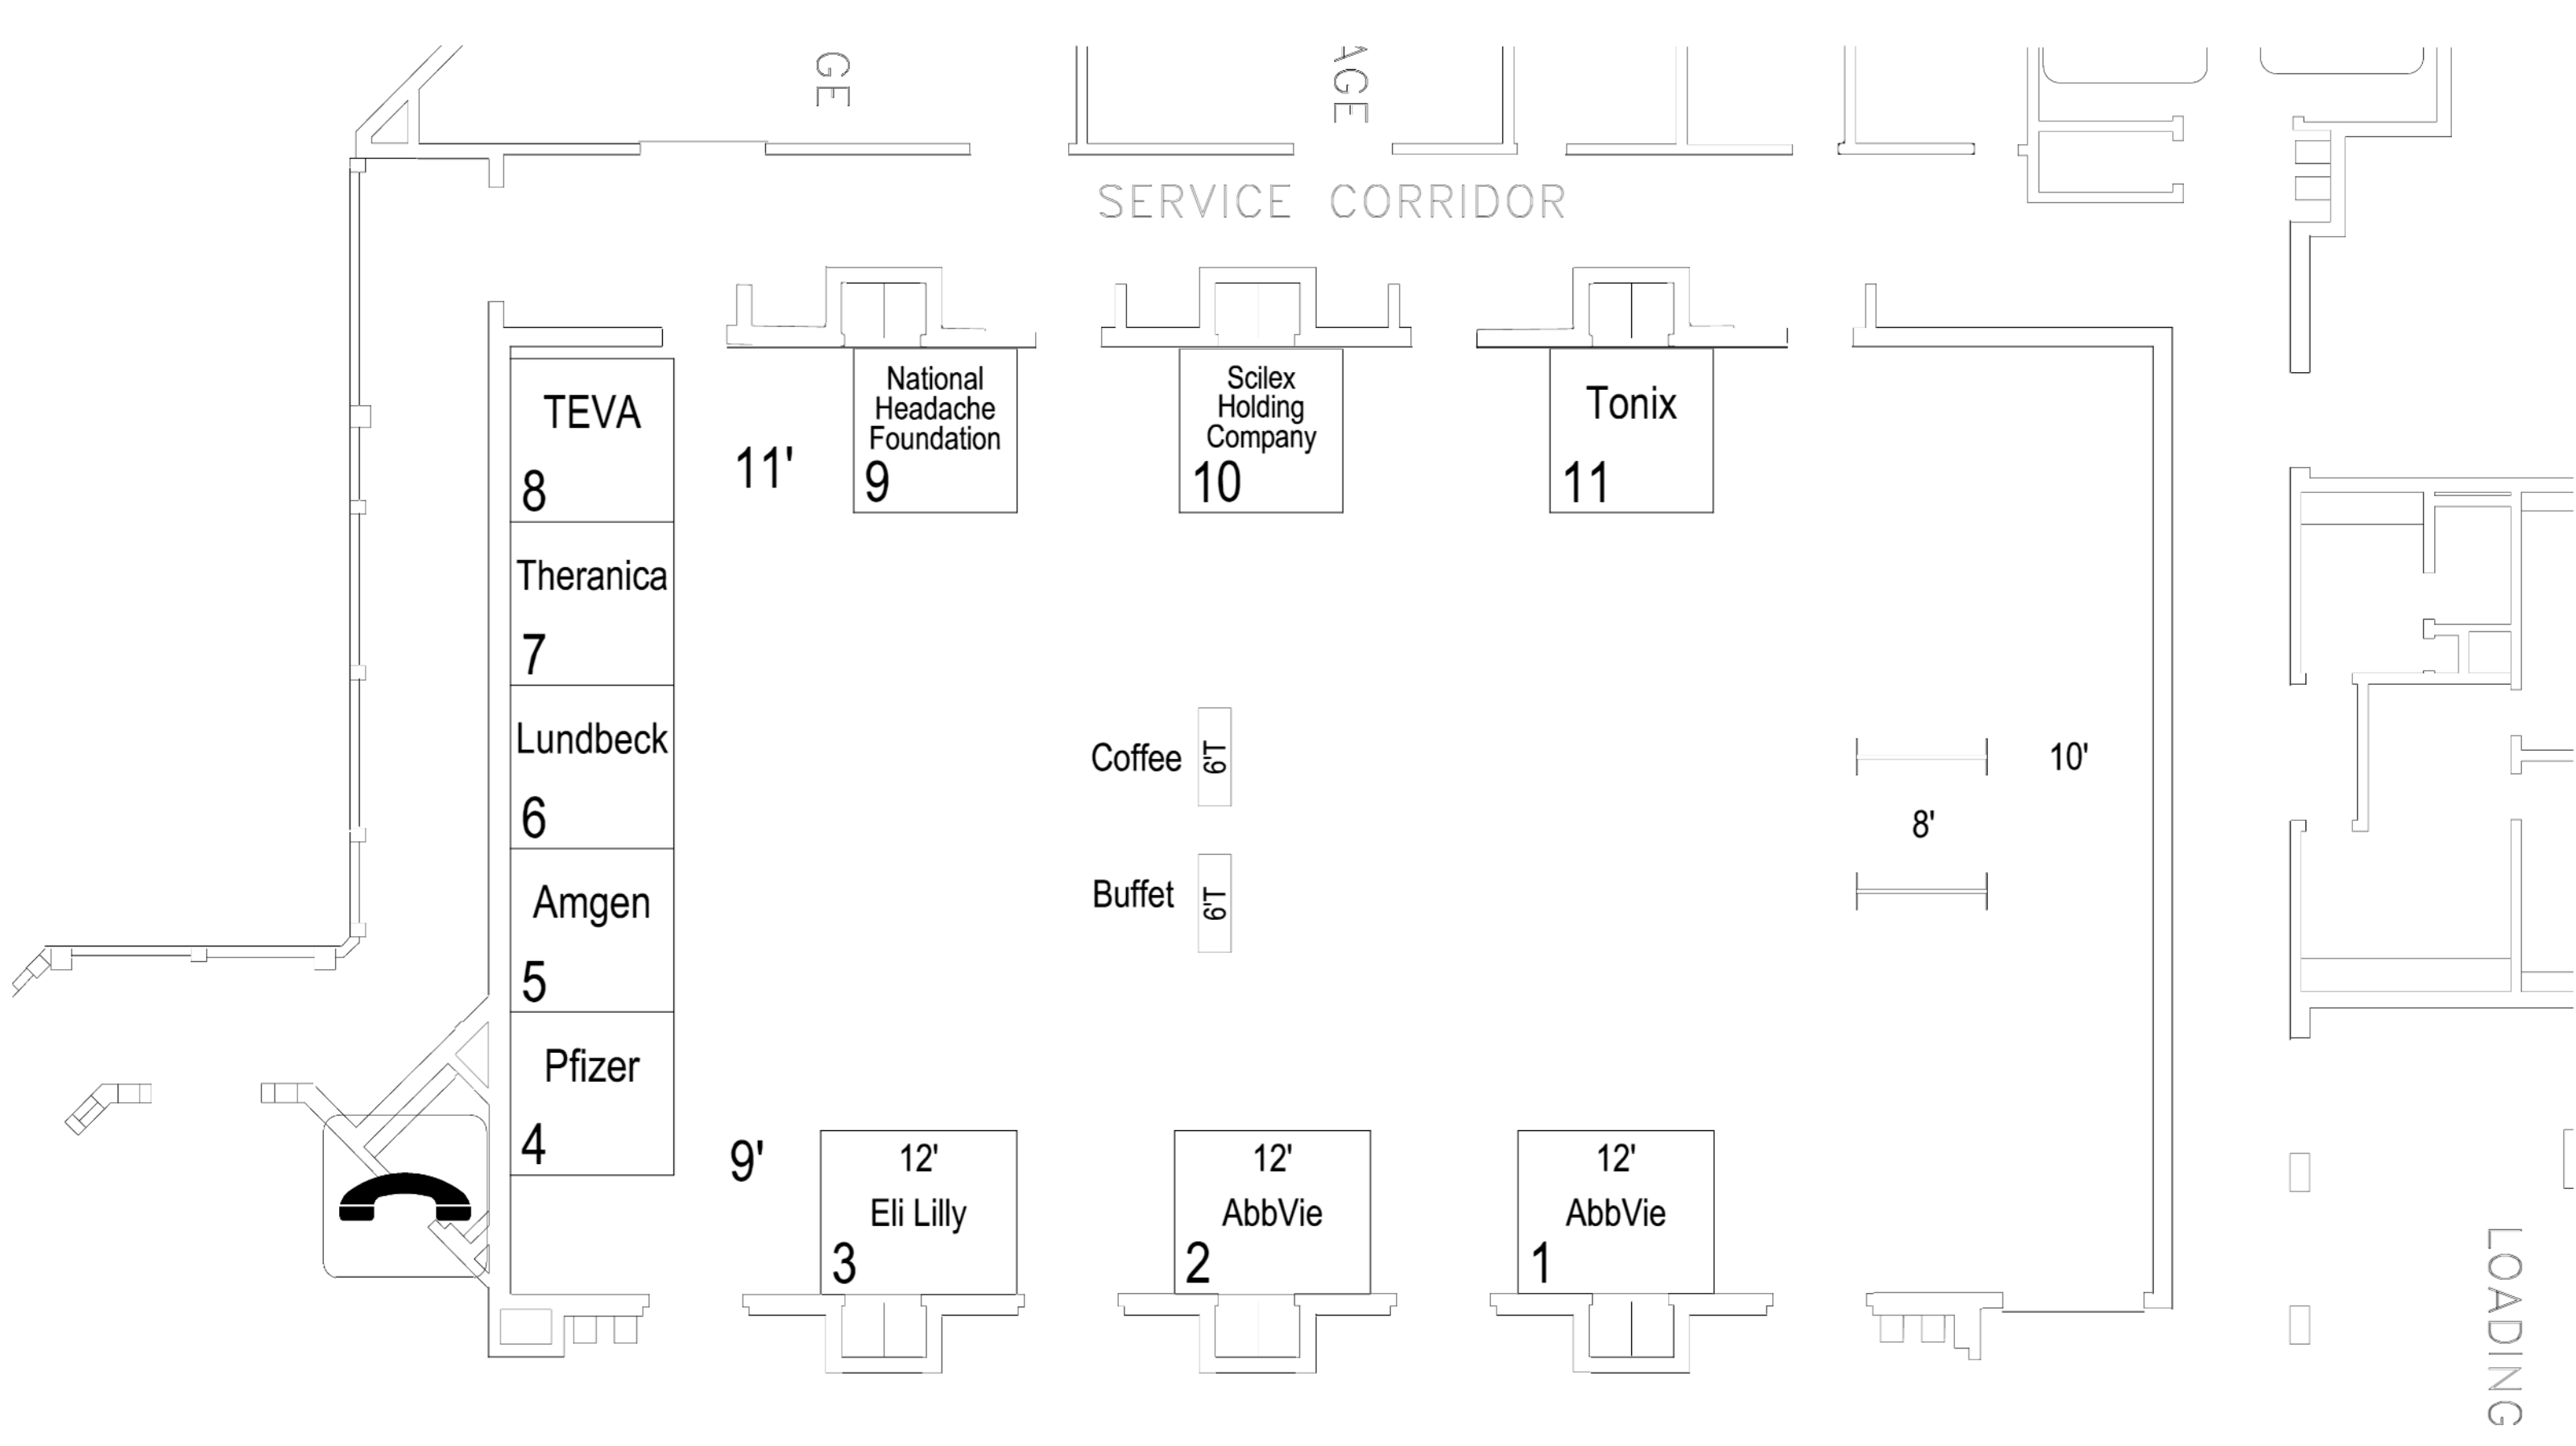 GE
AGE
SERVICE CORRIDOR
TEVA
8
11'
National
Headache
Foundation
9
Scilex
Holding
Company
10
Tonix
11
Theranica
7
Lundbeck
6
Coffee
6'T
10'
8'
Buffet
6'T
Amgen
5
Pfizer
4
9'
12'
Eli Lilly
3
12'
AbbVie
2
12'
AbbVie
1
LOADING